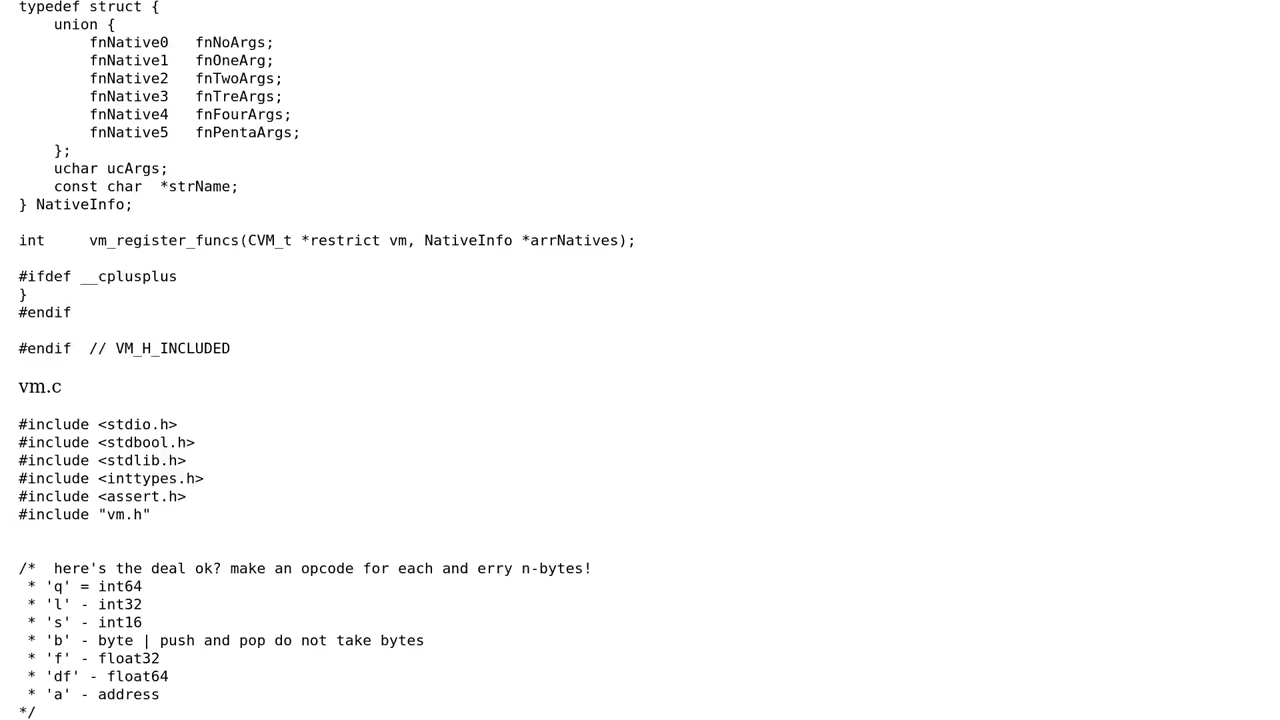 typedef struct {
    union {
        fnNative0   fnNoArgs;
        fnNative1   fnOneArg;
        fnNative2   fnTwoArgs;
        fnNative3   fnTreArgs;
        fnNative4   fnFourArgs;
        fnNative5   fnPentaArgs;
    };
    uchar ucArgs;
    const char  *strName;
} NativeInfo;

int     vm_register_funcs(CVM_t *restrict vm, NativeInfo *arrNatives);

#ifdef __cplusplus
}
#endif

#endif  // VM_H_INCLUDED

vm.c

#include <stdio.h>
#include <stdbool.h>
#include <stdlib.h>
#include <inttypes.h>
#include <assert.h>
#include "vm.h"


/*  here's the deal ok? make an opcode for each and erry n-bytes!
 * 'q' = int64
 * 'l' - int32
 * 's' - int16
 * 'b' - byte | push and pop do not take bytes
 * 'f' - float32
 * 'df' - float64
 * 'a' - address
*/